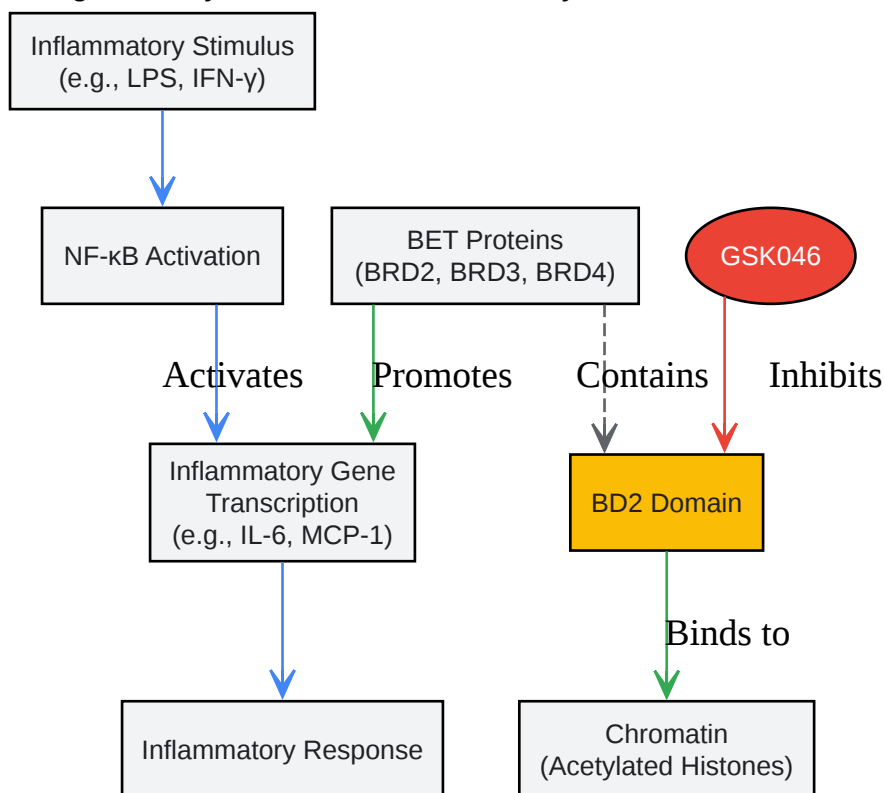 Inflammatory Stimulus
(e.g., LPS, IFN-γ)
NF-κB Activation
BET Proteins
(BRD2, BRD3, BRD4)
GSK046
Activates
Promotes
Contains
Inhibits
Inflammatory Gene
Transcription
(e.g., IL-6, MCP-1)
BD2 Domain
Binds to
Inflammatory Response
Chromatin
(Acetylated Histones)